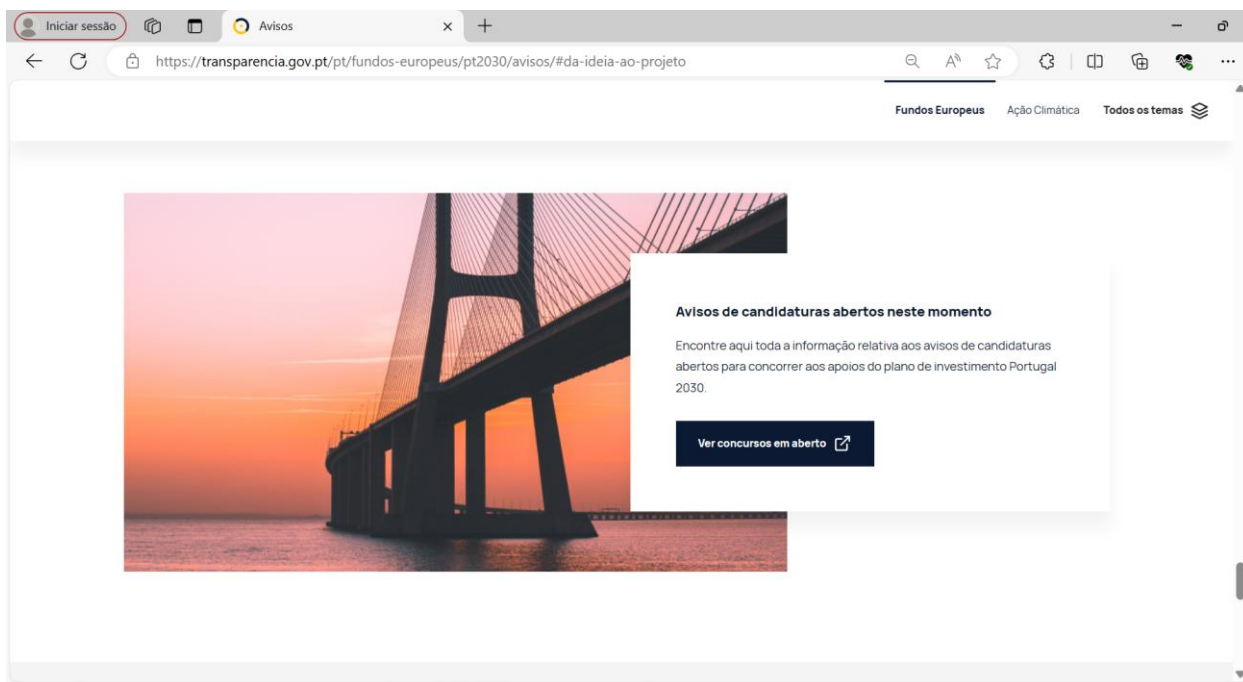 Iniciar sessão
Avisos
https://transparencia.gov.pt/pt/fundos-europeus/pt2030/avisos/#da-ideia-ao-projeto
Fundos Europeus
Ação Climática
Todos os temas
Avisos de candidaturas abertos neste momento
Encontre aqui toda a informação relativa aos avisos de candidaturas
abertos para concorrer aos apoios do plano de investimento Portugal
2030.
Ver concursos em aberto